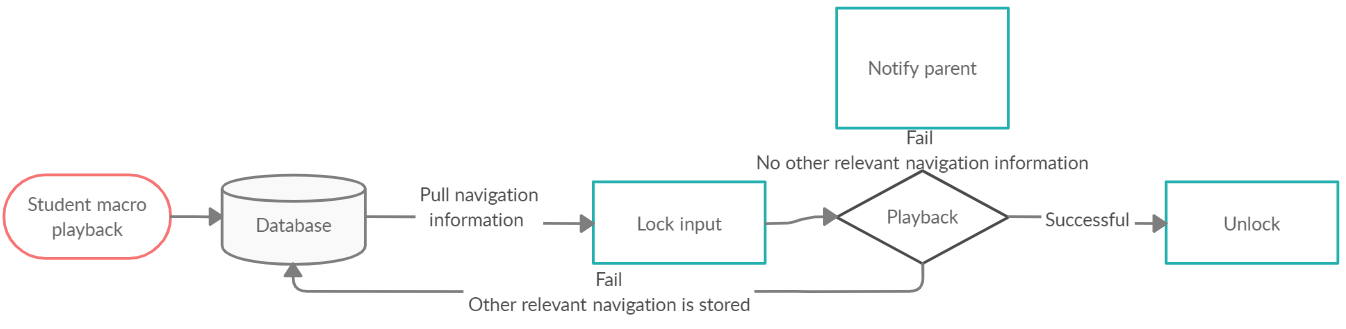 Notify parent
Fail
No other relevant navigation information
Student macro
playback
Database
Pull navigation
information
Lock input
Playback
Successful
Unlock
Fail
Other relevant navigation is stored